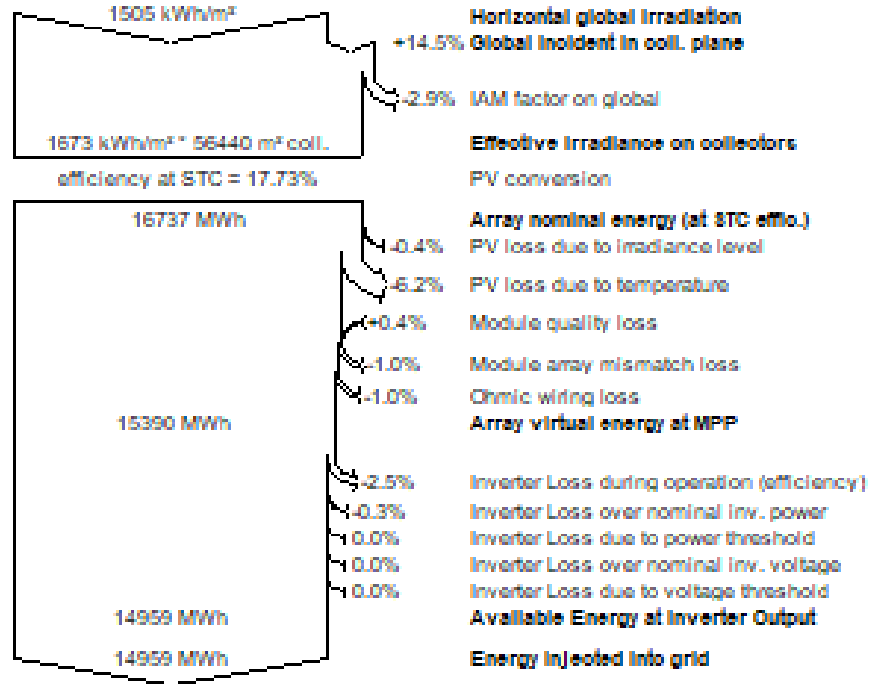 1505 kWh/m² Horizontal global irradiation
+14.5% Global incident in coll. plane
-2.9% IAM factor on global
1673 kWh/m² * 56440 m² coll. Effective irradiance on collectors
efficiency at STC = 17.73% PV conversion
16737 MWh Array nominal energy (at STC effic.)
-0.4% PV loss due to irradiance level
-6.2% PV loss due to temperature
+0.4% Module quality loss
-1.0% Module array mismatch loss
-1.0% Ohmic wiring loss
15390 MWh Array virtual energy at MPP
-2.5% Inverter Loss during operation (efficiency)
-0.3% Inverter Loss over nominal inv. power
0.0% Inverter Loss due to power threshold
0.0% Inverter Loss over nominal inv. voltage
0.0% Inverter Loss due to voltage threshold
14959 MWh Available Energy at Inverter Output
14959 MWh Energy injected into grid